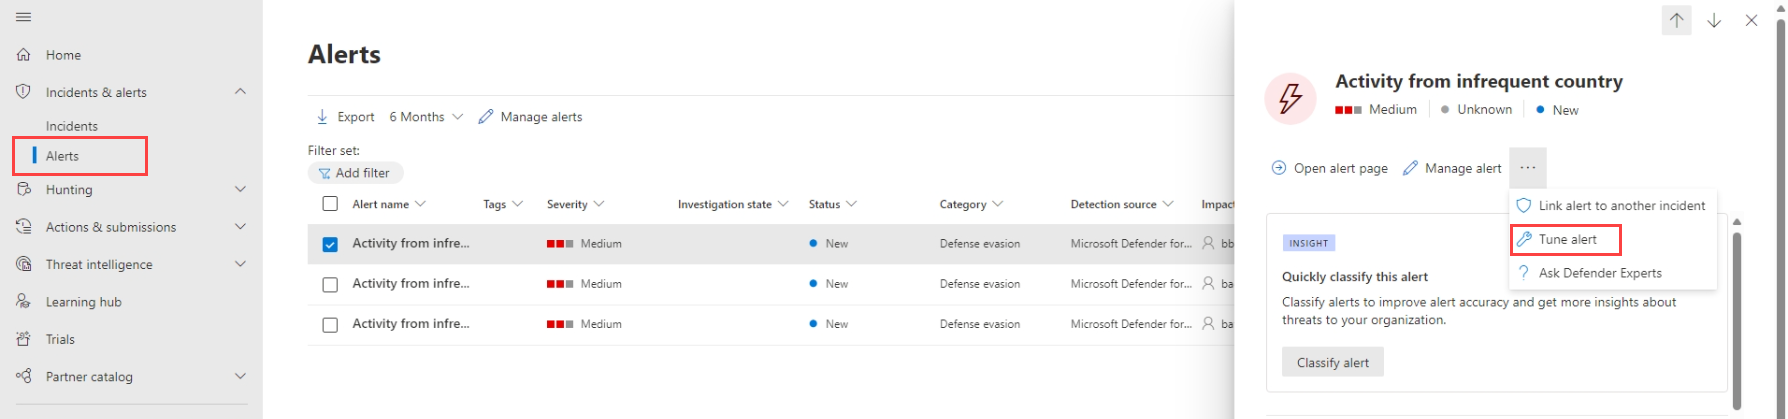 Home
Incidents & alerts
Incidents
Alerts
Hunting
Actions & submissions
Threat intelligence
Learning hub
Trials
Partner catalog
Alerts
Export 6 Months Manage alerts
Filter set:
Add filter
Alert name Tags Severity Investigation state Status Category Detection source Impact
Activity from infre... Medium New Defense evasion Microsoft Defender for... bb
Activity from infre... Medium New Defense evasion Microsoft Defender for... ba
Activity from infre... Medium New Defense evasion Microsoft Defender for... ba
Activity from infrequent country
Medium Unknown New
Open alert page Manage alert ...
Link alert to another incident
Tune alert
Ask Defender Experts
INSIGHT
Quickly classify this alert
Classify alerts to improve alert accuracy and get more insights about
threats to your organization.
Classify alert